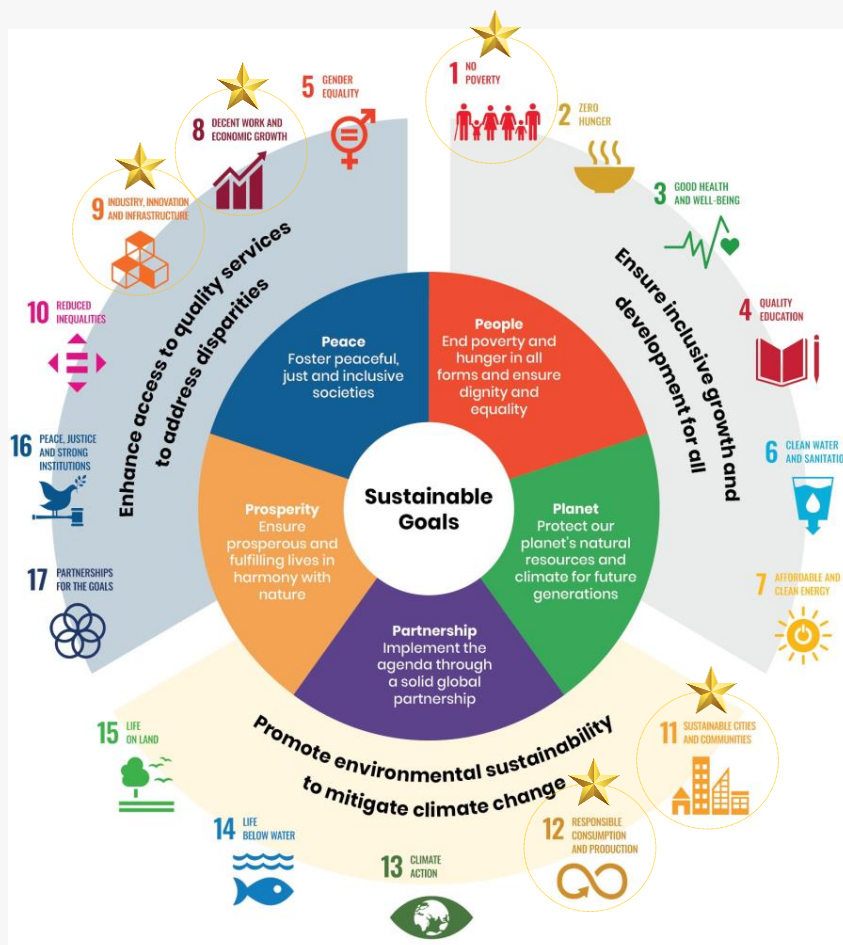 1 NO
POVERTY
2 ZERO
HUNGER
3 GOOD HEALTH
AND WELL-BEING
4 QUALITY
EDUCATION
6 CLEAN WATER
AND SANITATIO
7 AFFORDABLE AND
CLEAN ENERGY
Ensure inclusive growth and
development for all
5 GENDER
EQUALITY
8 DECENT WORK AND
ECONOMIC GROWTH
9 INDUSTRY, INNOVATION
AND INFRASTRUCTURE
10 REDUCED
INEQUALITIES
16 PEACE, JUSTICE
AND STRONG
INSTITUTIONS
17 PARTNERSHIPS
FOR THE GOALS
Enhance access to quality services
to address disparities
Peace
Foster peaceful,
just and inclusive
societies
People
End poverty and
hunger in all
forms and ensure
dignity and
equality
Sustainable
Goals
Prosperity
Ensure
prosperous and
fulfilling lives in
harmony with
nature
Planet
Protect our
planet's natural
resources and
climate for future
generations
Partnership
Implement the
agenda through
a solid global
partnership
Promote environmental sustainability
to mitigate climate change
11 SUSTAINABLE CITIES
AND COMMUNITIES
12 RESPONSIBLE
CONSUMPTION
AND PRODUCTION
13 CLIMATE
ACTION
14 LIFE
BELOW WATER
15 LIFE
ON LAND